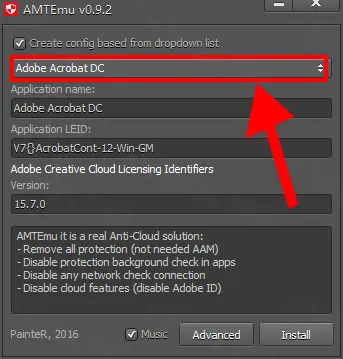 AMTEmu v0.9.2
Create config based from dropdown list
Adobe Acrobat DC
Application name:
Adobe Acrobat DC
Application LEID:
V7{}AcrobatCont-12-Win-GM
Adobe Creative Cloud Licensing Identifiers
Version:
15.7.0
AMTEmu it is a real Anti-Cloud solution:
- Remove all protection (not needed AAM)
- Disable protection background check in apps
- Disable any network check connection
- Disable cloud features (disable Adobe ID)
PainteR, 2016 Music Advanced Install